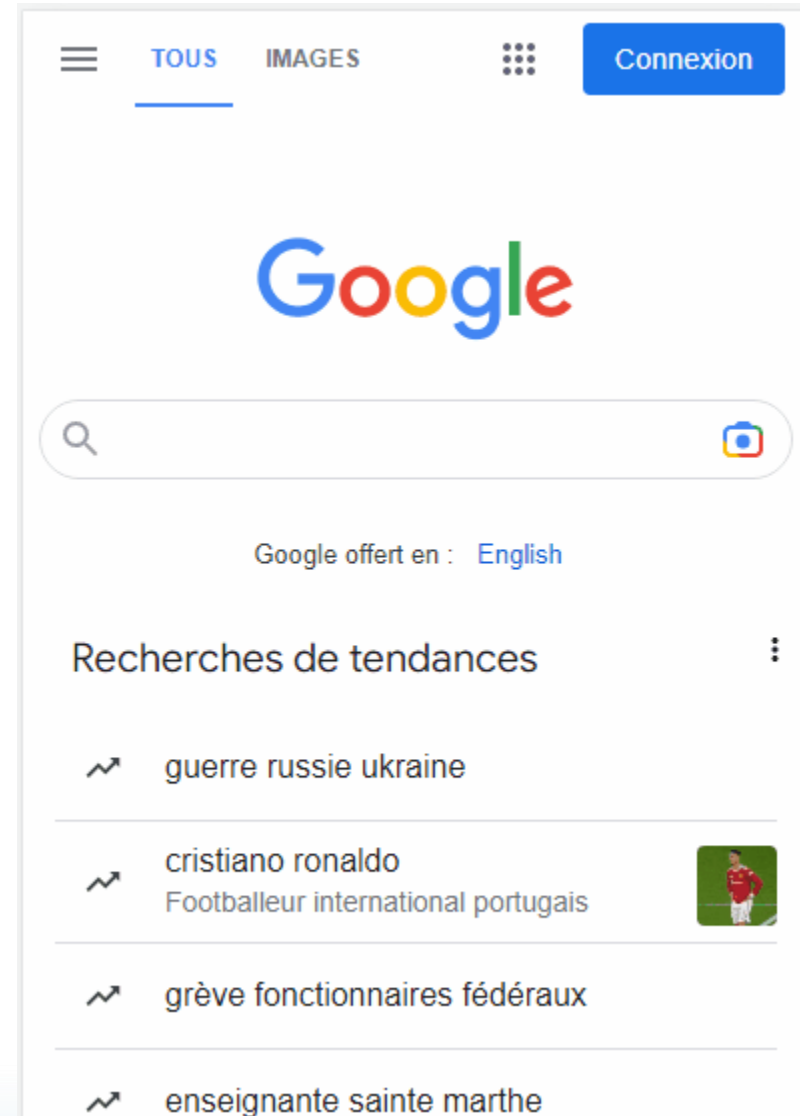 TOUS IMAGES Connexion
Google
Google offert en : English
Recherches de tendances
guerre russie ukraine
cristiano ronaldo
Footballeur international portugais
grève fonctionnaires fédéraux
enseignante sainte marthe